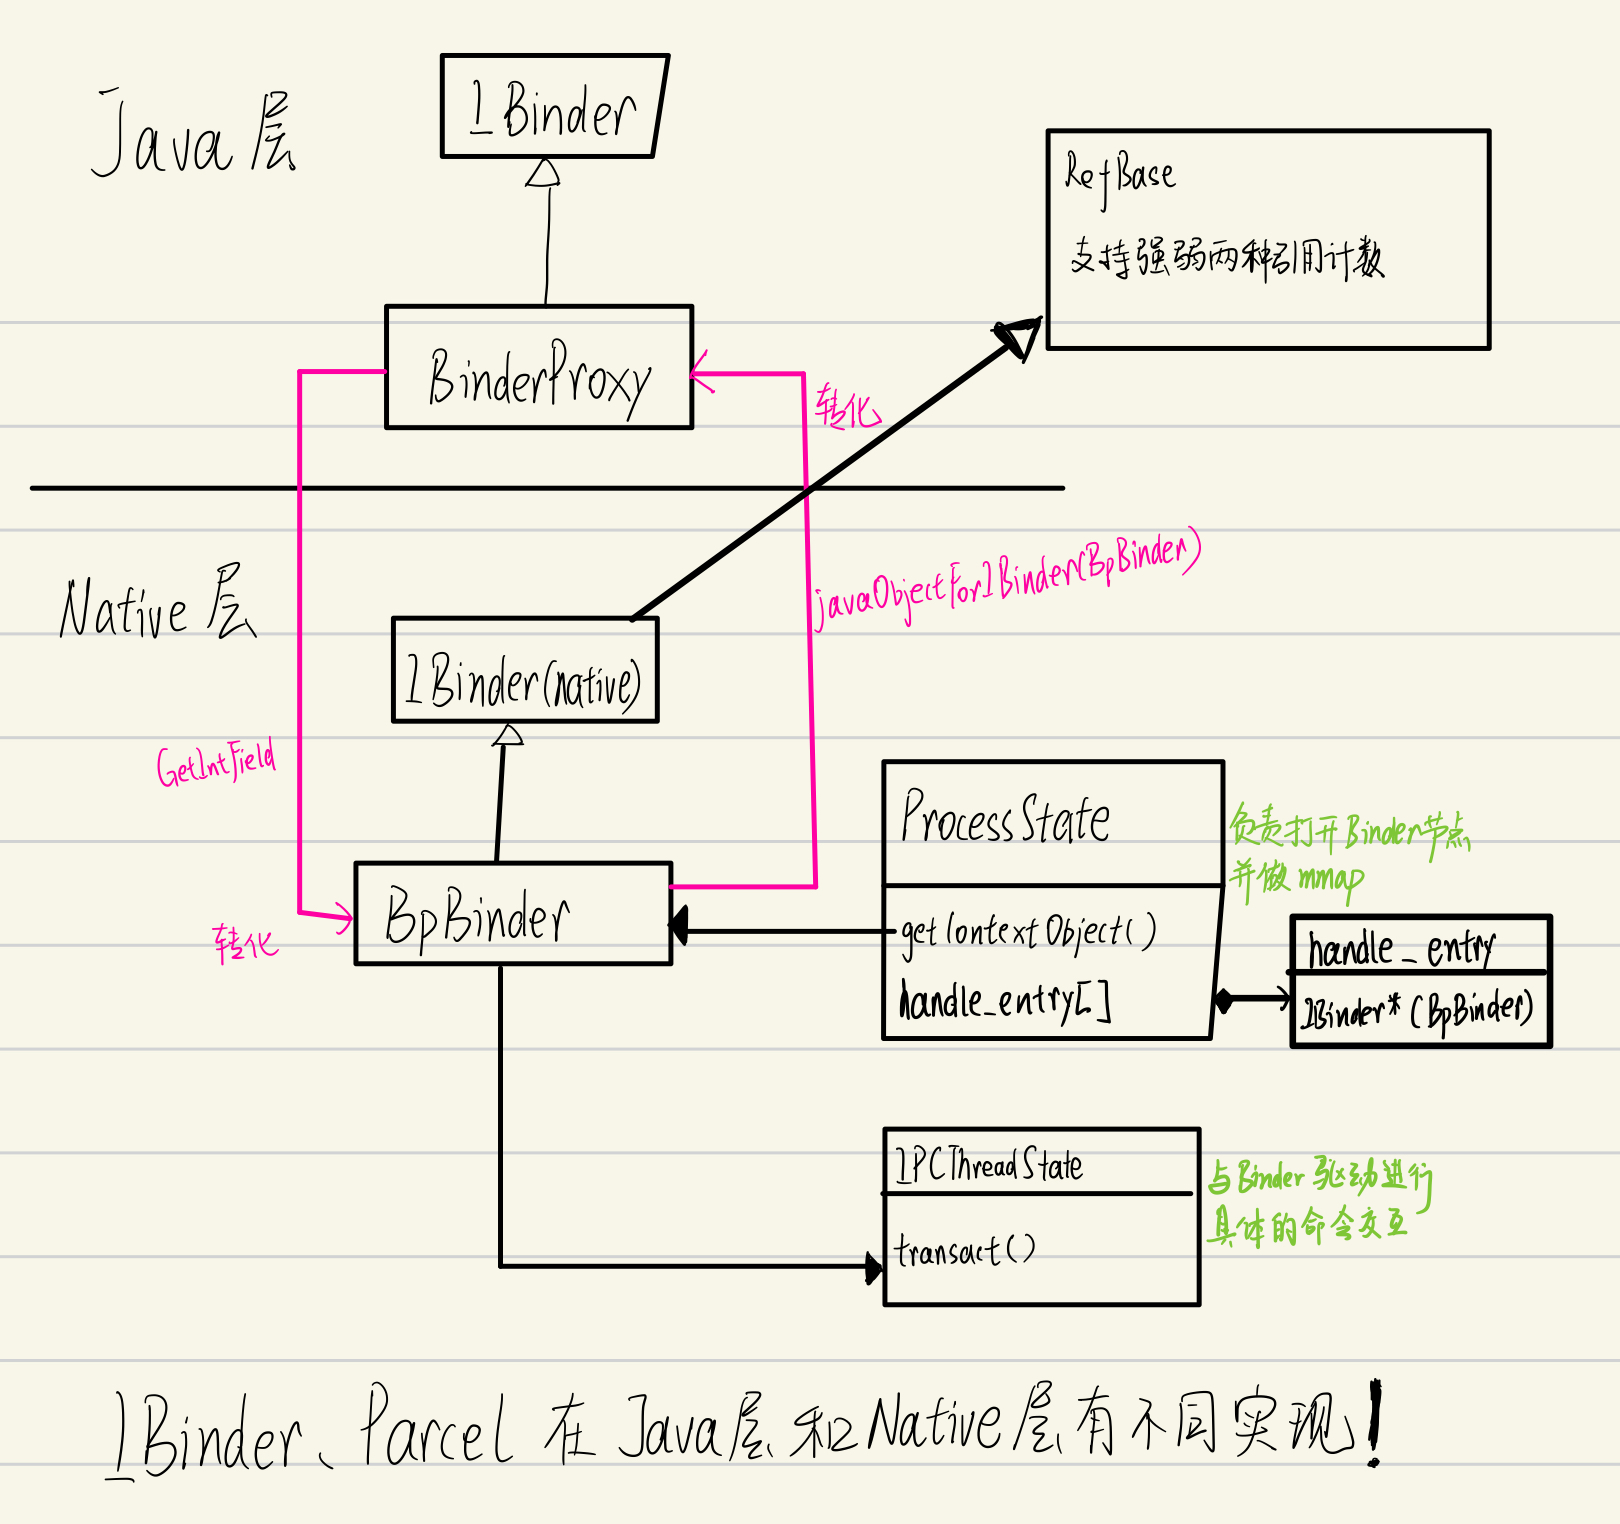 IBinder
Java层
RefBase
支持强弱两种引用计数
BinderProxy
转化
javaObjectForIBinder(BpBinder)
Native层
IBinder(native)
GetIntField
ProcessState
负责打开Binder节点
并做mmap
BpBinder
转化
getContextObject()
handle_entry[]
handle_entry
IBinder*(BpBinder)
IPCThreadState
transact()
与Binder驱动进行
具体的命令交互
IBinder、Parcel 在 Java层和Native层有不同实现!